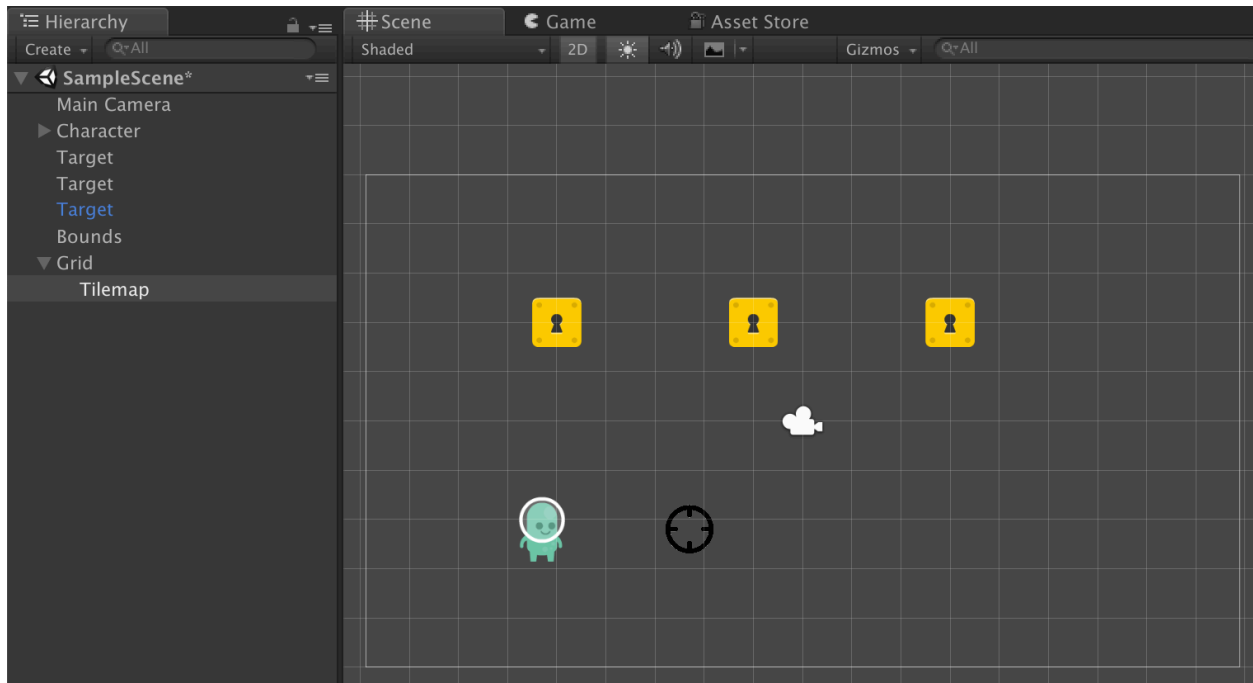 Hierarchy
Create
All
SampleScene*
Main Camera
Character
Target
Target
Target
Bounds
Grid
Tilemap
Scene Game Asset Store
Shaded 2D Gizmos All